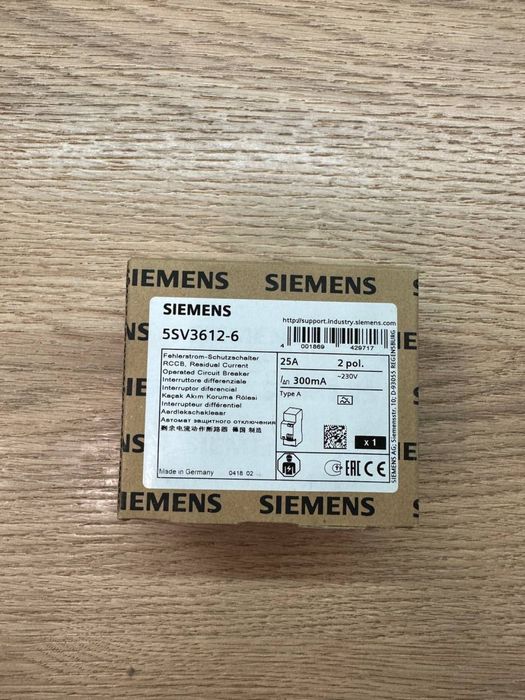 SIEMENS SIEMENS
SIEMENS
5SV3612-6
http://support.industry.siemens.com
4 001869 429717
Fehlerstrom-Schutzschalter
RCCB, Residual Current
Operated Circuit Breaker
Interruttore differenziale
Interruptor diferencial
Kaçak Akım Koruma Rölesi
Interrupteur différentiel
Aardlekschakelaar
Автомат защитного отключения
剩余电流动作断路器 德国 制造
25A 2 pol.
IΔn 300mA ~230V
Type A
x 1
Made in Germany 0418 02
EAC CE
SIEMENS AG, Siemensstr. 10; D-93055 REGENSBURG
IEMENS SIEMENS